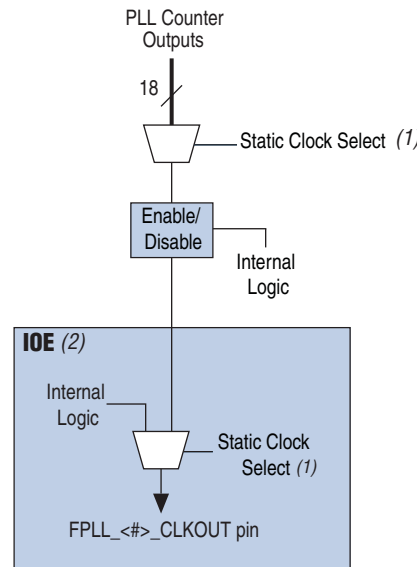 PLL Counter
Outputs
18
Static Clock Select (1)
Enable/
Disable
Internal
Logic
IOE (2)
Internal
Logic
Static Clock
Select (1)
FPLL_<#>_CLKOUT pin